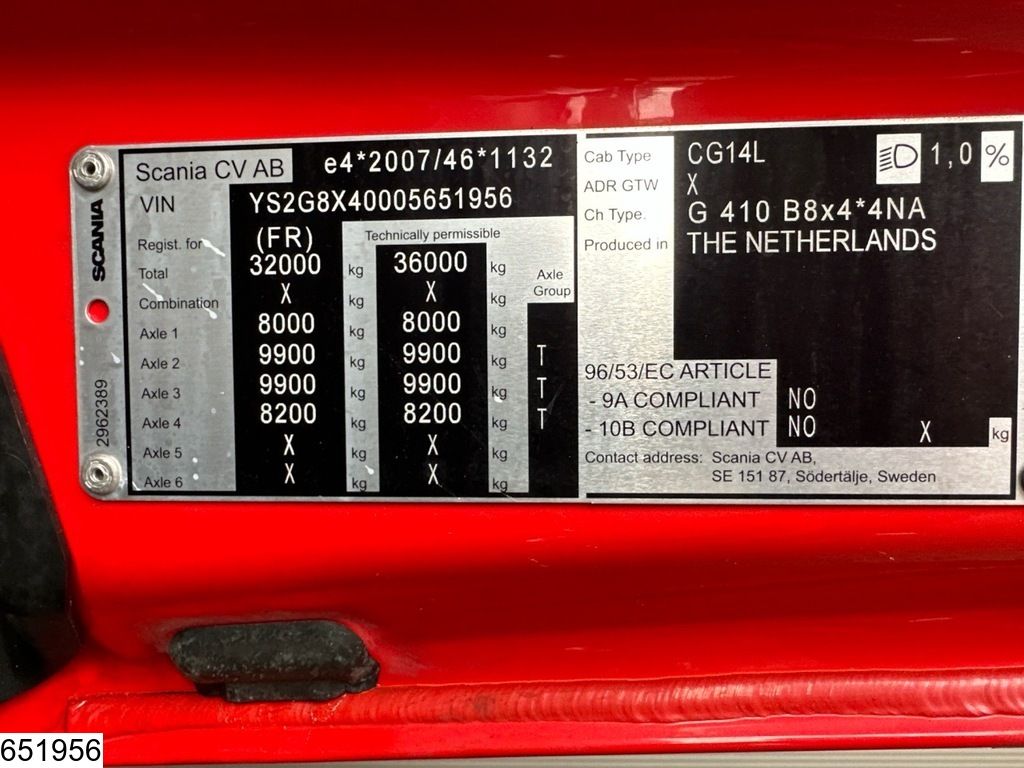 SCANIA
2962389
Scania CV AB e4*2007/46*1132
VIN YS2G8X40005651956
Regist. for (FR) Technically permissible
Total 32000 kg 36000 kg Axle Group
Combination X kg X kg
Axle 1 8000 kg 8000 kg
Axle 2 9900 kg 9900 kg T
Axle 3 9900 kg 9900 kg T
Axle 4 8200 kg 8200 kg T
Axle 5 X kg X kg
Axle 6 X kg X kg
Cab Type CG14L 1,0 %
ADR GTW X
Ch Type. G 410 B8x4*4NA
Produced in THE NETHERLANDS
96/53/EC ARTICLE
- 9A COMPLIANT NO
- 10B COMPLIANT NO X kg
Contact address: Scania CV AB,
SE 151 87, Södertälje, Sweden
651956